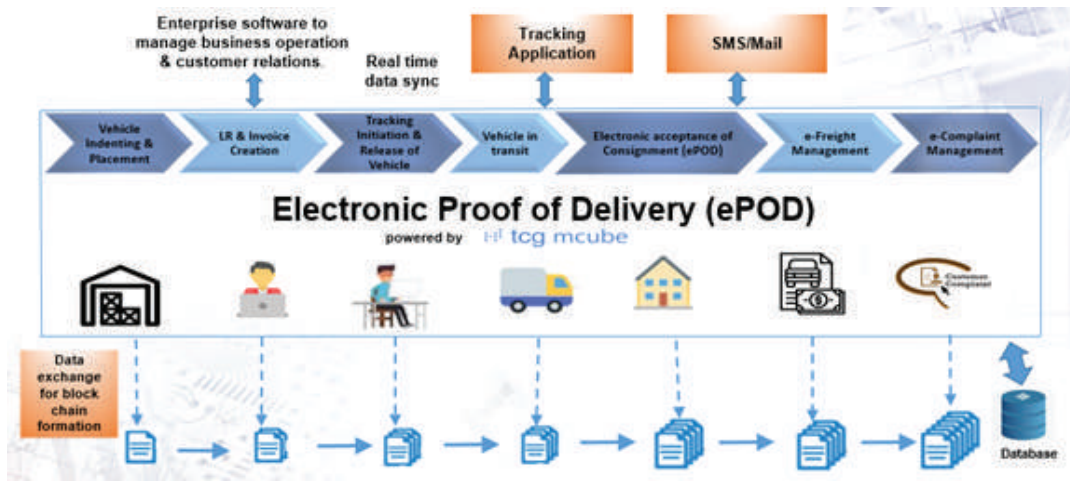 Enterprise software to
manage business operation
& customer relations.
Real time
data sync
Tracking
Application
SMS/Mail
Vehicle
Indenting &
Placement
LR & Invoice
Creation
Tracking
Initiation &
Release of
Vehicle
Vehicle in
transit
Electronic acceptance of
Consignment (ePOD)
e-Freight
Management
e-Complaint
Management
Electronic Proof of Delivery (ePOD)
powered by tcg mcube
Customer
Complaint
Data
exchange
for block
chain
formation
Database